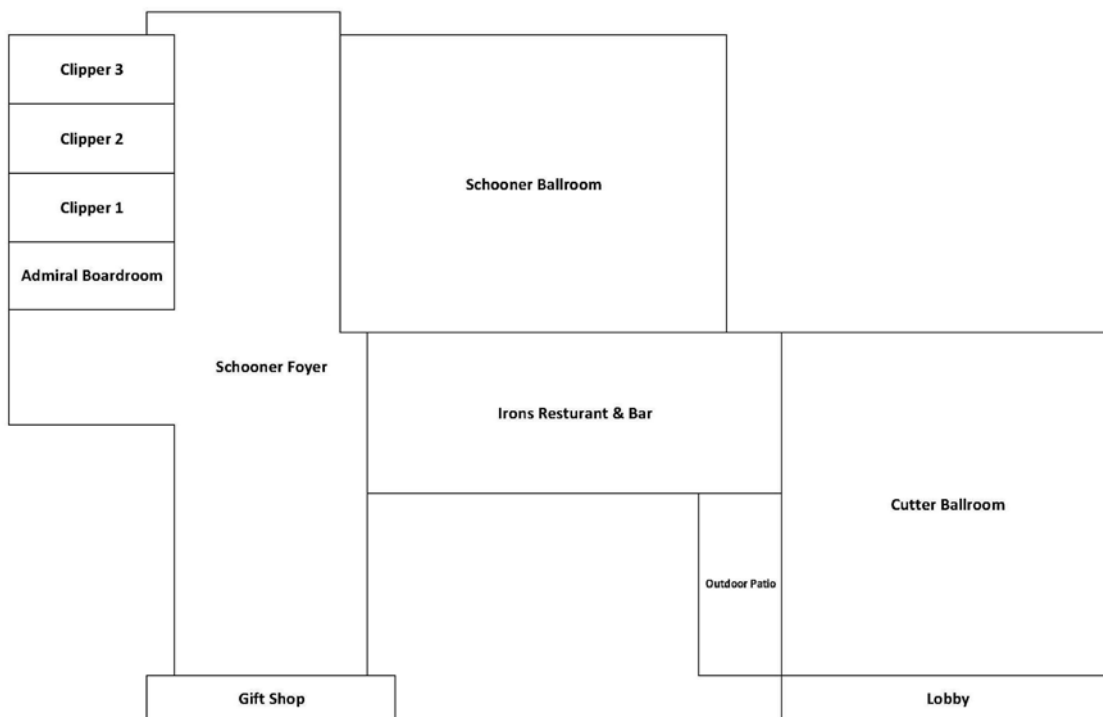 Clipper 3
Clipper 2
Schooner Ballroom
Clipper 1
Admiral Boardroom
Schooner Foyer
Irons Resturant & Bar
Cutter Ballroom
Outdoor Patio
Gift Shop
Lobby